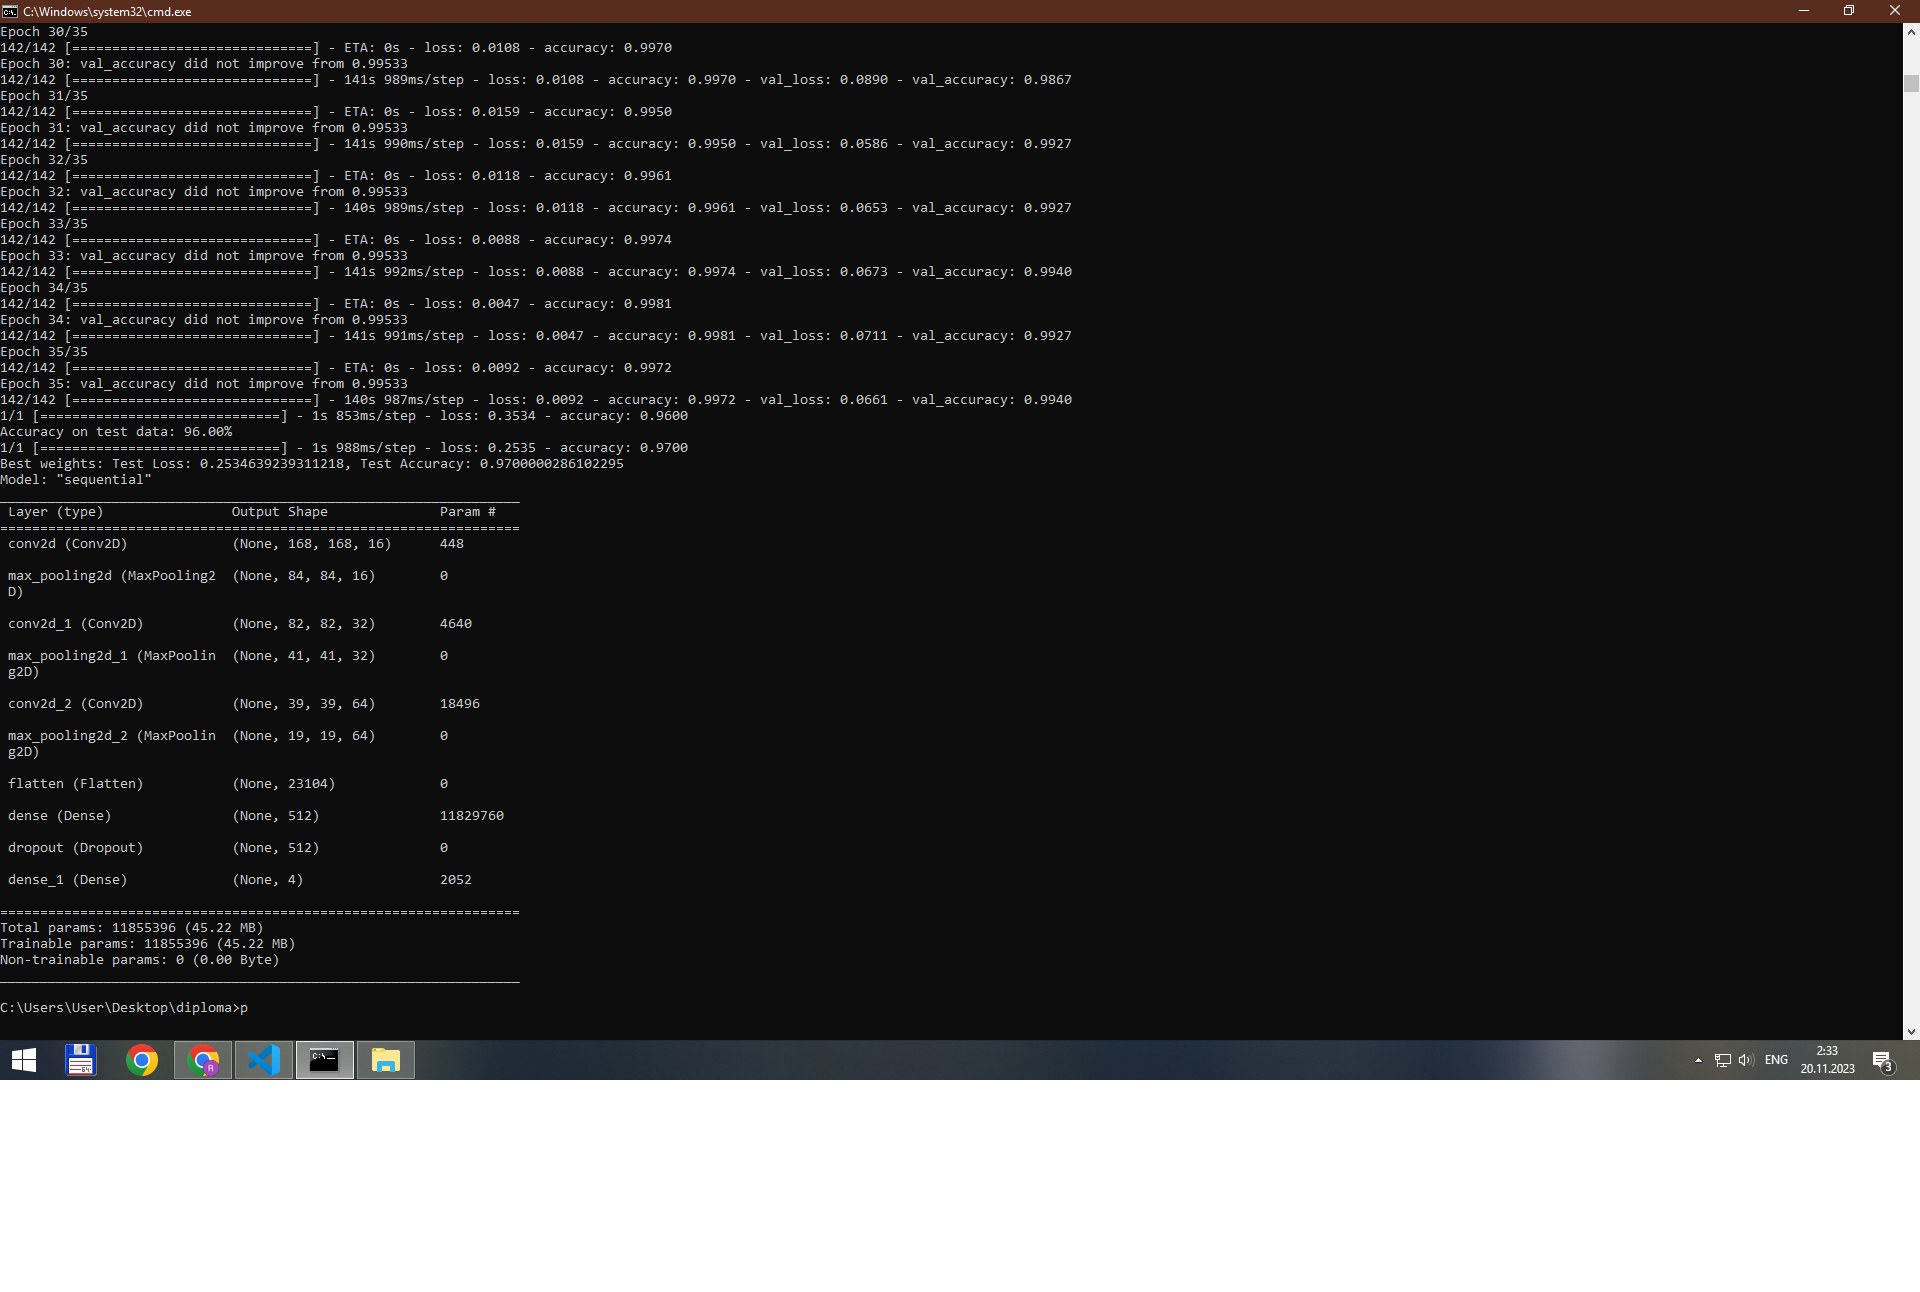 C:\Windows\system32\cmd.exe
Epoch 30/35
142/142 [==============================] - ETA: 0s - loss: 0.0108 - accuracy: 0.9970
Epoch 30: val_accuracy did not improve from 0.99533
142/142 [==============================] - 141s 989ms/step - loss: 0.0108 - accuracy: 0.9970 - val_loss: 0.0890 - val_accuracy: 0.9867
Epoch 31/35
142/142 [==============================] - ETA: 0s - loss: 0.0159 - accuracy: 0.9950
Epoch 31: val_accuracy did not improve from 0.99533
142/142 [==============================] - 141s 990ms/step - loss: 0.0159 - accuracy: 0.9950 - val_loss: 0.0586 - val_accuracy: 0.9927
Epoch 32/35
142/142 [==============================] - ETA: 0s - loss: 0.0118 - accuracy: 0.9961
Epoch 32: val_accuracy did not improve from 0.99533
142/142 [==============================] - 140s 989ms/step - loss: 0.0118 - accuracy: 0.9961 - val_loss: 0.0653 - val_accuracy: 0.9927
Epoch 33/35
142/142 [==============================] - ETA: 0s - loss: 0.0088 - accuracy: 0.9974
Epoch 33: val_accuracy did not improve from 0.99533
142/142 [==============================] - 141s 992ms/step - loss: 0.0088 - accuracy: 0.9974 - val_loss: 0.0673 - val_accuracy: 0.9940
Epoch 34/35
142/142 [==============================] - ETA: 0s - loss: 0.0047 - accuracy: 0.9981
Epoch 34: val_accuracy did not improve from 0.99533
142/142 [==============================] - 141s 991ms/step - loss: 0.0047 - accuracy: 0.9981 - val_loss: 0.0711 - val_accuracy: 0.9927
Epoch 35/35
142/142 [==============================] - ETA: 0s - loss: 0.0092 - accuracy: 0.9972
Epoch 35: val_accuracy did not improve from 0.99533
142/142 [==============================] - 140s 987ms/step - loss: 0.0092 - accuracy: 0.9972 - val_loss: 0.0661 - val_accuracy: 0.9940
1/1 [==============================] - 1s 853ms/step - loss: 0.3534 - accuracy: 0.9600
Accuracy on test data: 96.00%
1/1 [==============================] - 1s 988ms/step - loss: 0.2535 - accuracy: 0.9700
Best weights: Test Loss: 0.2534639239311218, Test Accuracy: 0.9700000286102295
Model: "sequential"
_________________________________________________________________
Layer (type) Output Shape Param #
=================================================================
conv2d (Conv2D) (None, 168, 168, 16) 448
max_pooling2d (MaxPooling2 (None, 84, 84, 16) 0
D)
conv2d_1 (Conv2D) (None, 82, 82, 32) 4640
max_pooling2d_1 (MaxPoolin (None, 41, 41, 32) 0
g2D)
conv2d_2 (Conv2D) (None, 39, 39, 64) 18496
max_pooling2d_2 (MaxPoolin (None, 19, 19, 64) 0
g2D)
flatten (Flatten) (None, 23104) 0
dense (Dense) (None, 512) 11829760
dropout (Dropout) (None, 512) 0
dense_1 (Dense) (None, 4) 2052
=================================================================
Total params: 11855396 (45.22 MB)
Trainable params: 11855396 (45.22 MB)
Non-trainable params: 0 (0.00 Byte)
_________________________________________________________________
C:\Users\User\Desktop\diploma>p
64
R
C:\_
ENG
2:33
20.11.2023
3